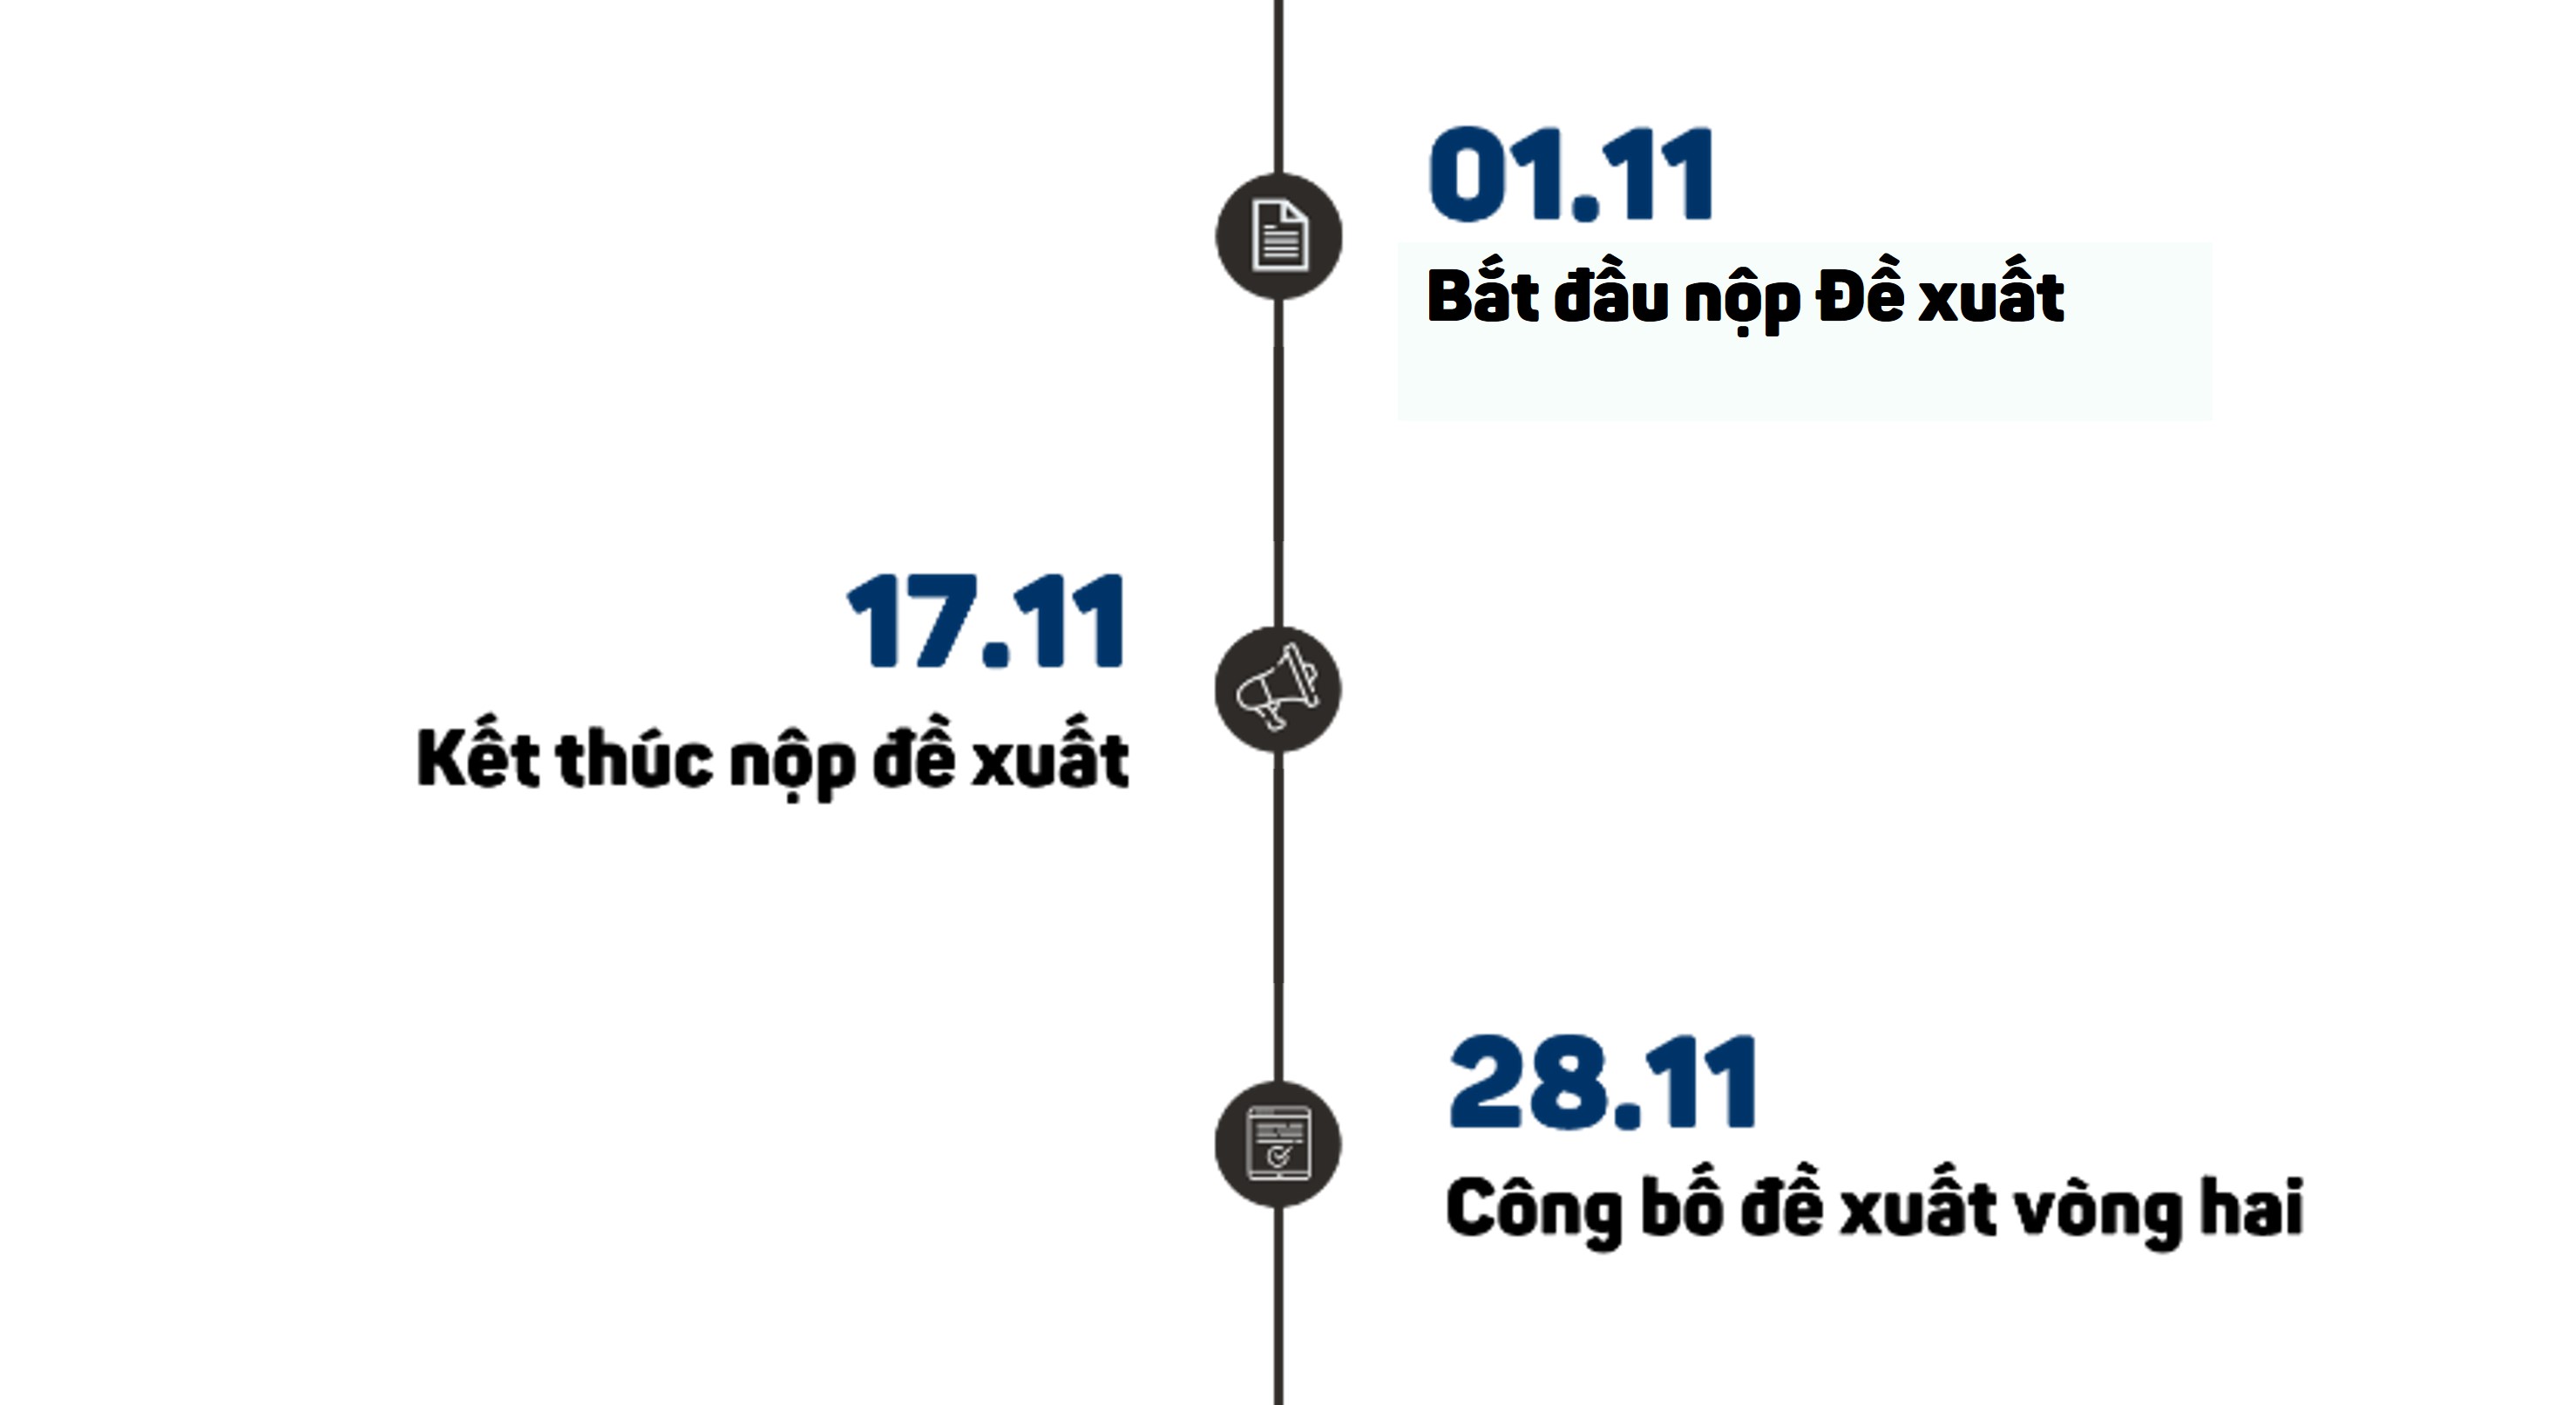 01.11
Bắt đầu nộp Đề xuất
17.11
Kết thúc nộp đề xuất
28.11
Công bố đề xuất vòng hai